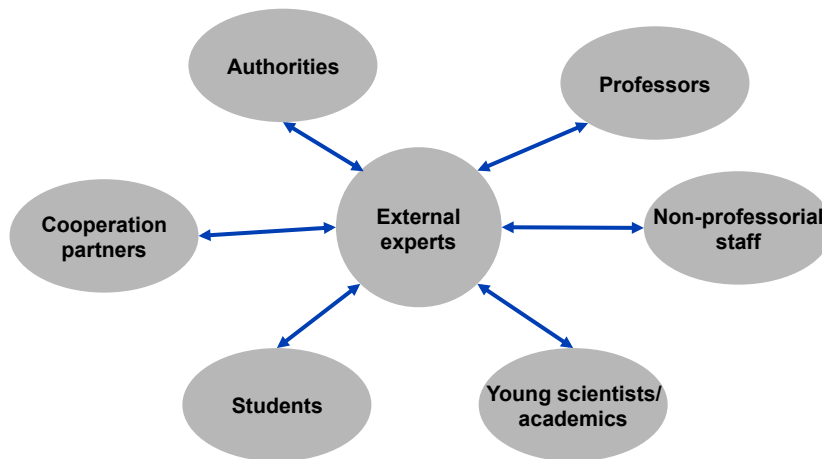 Authorities
Professors
Cooperation
partners
External
experts
Non-professorial
staff
Students
Young scientists/
academics